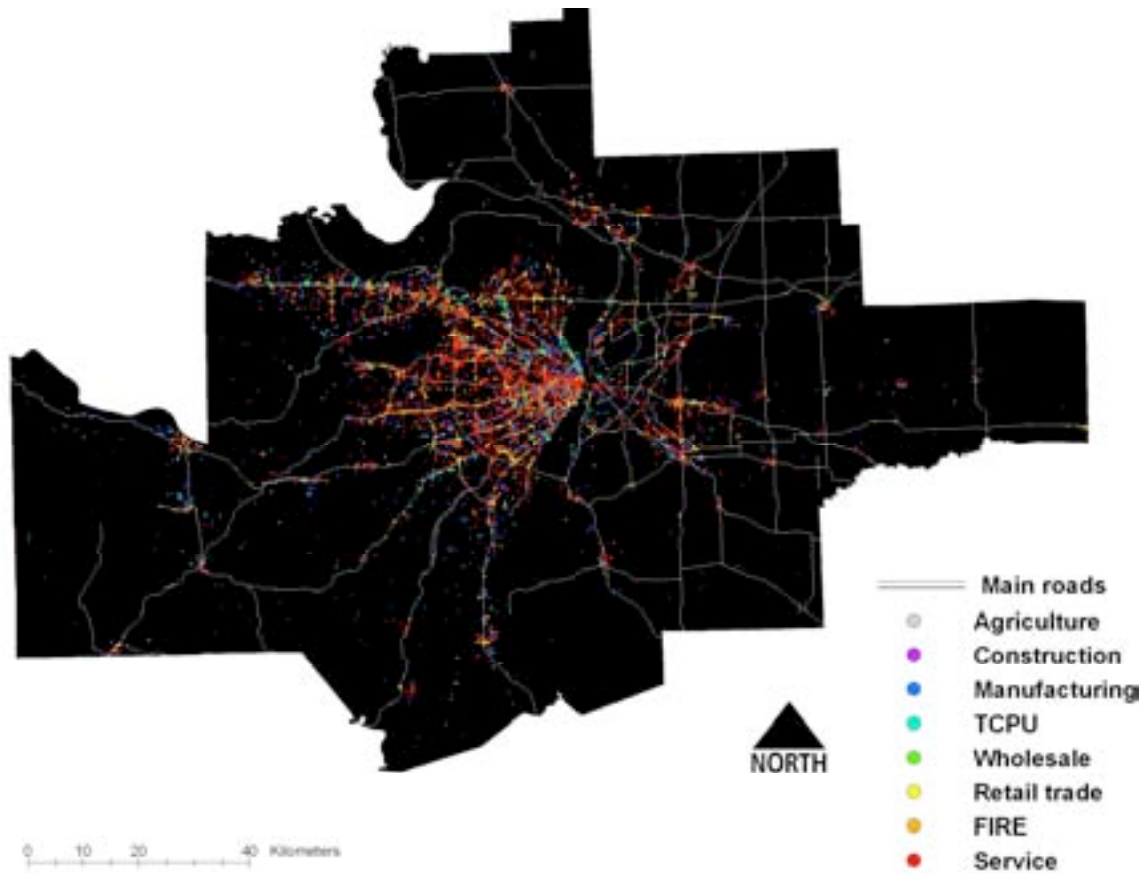 Main roads
Agriculture
Construction
Manufacturing
TCPU
Wholesale
Retail trade
FIRE
Service
NORTH
0 10 20 40 Kilometers